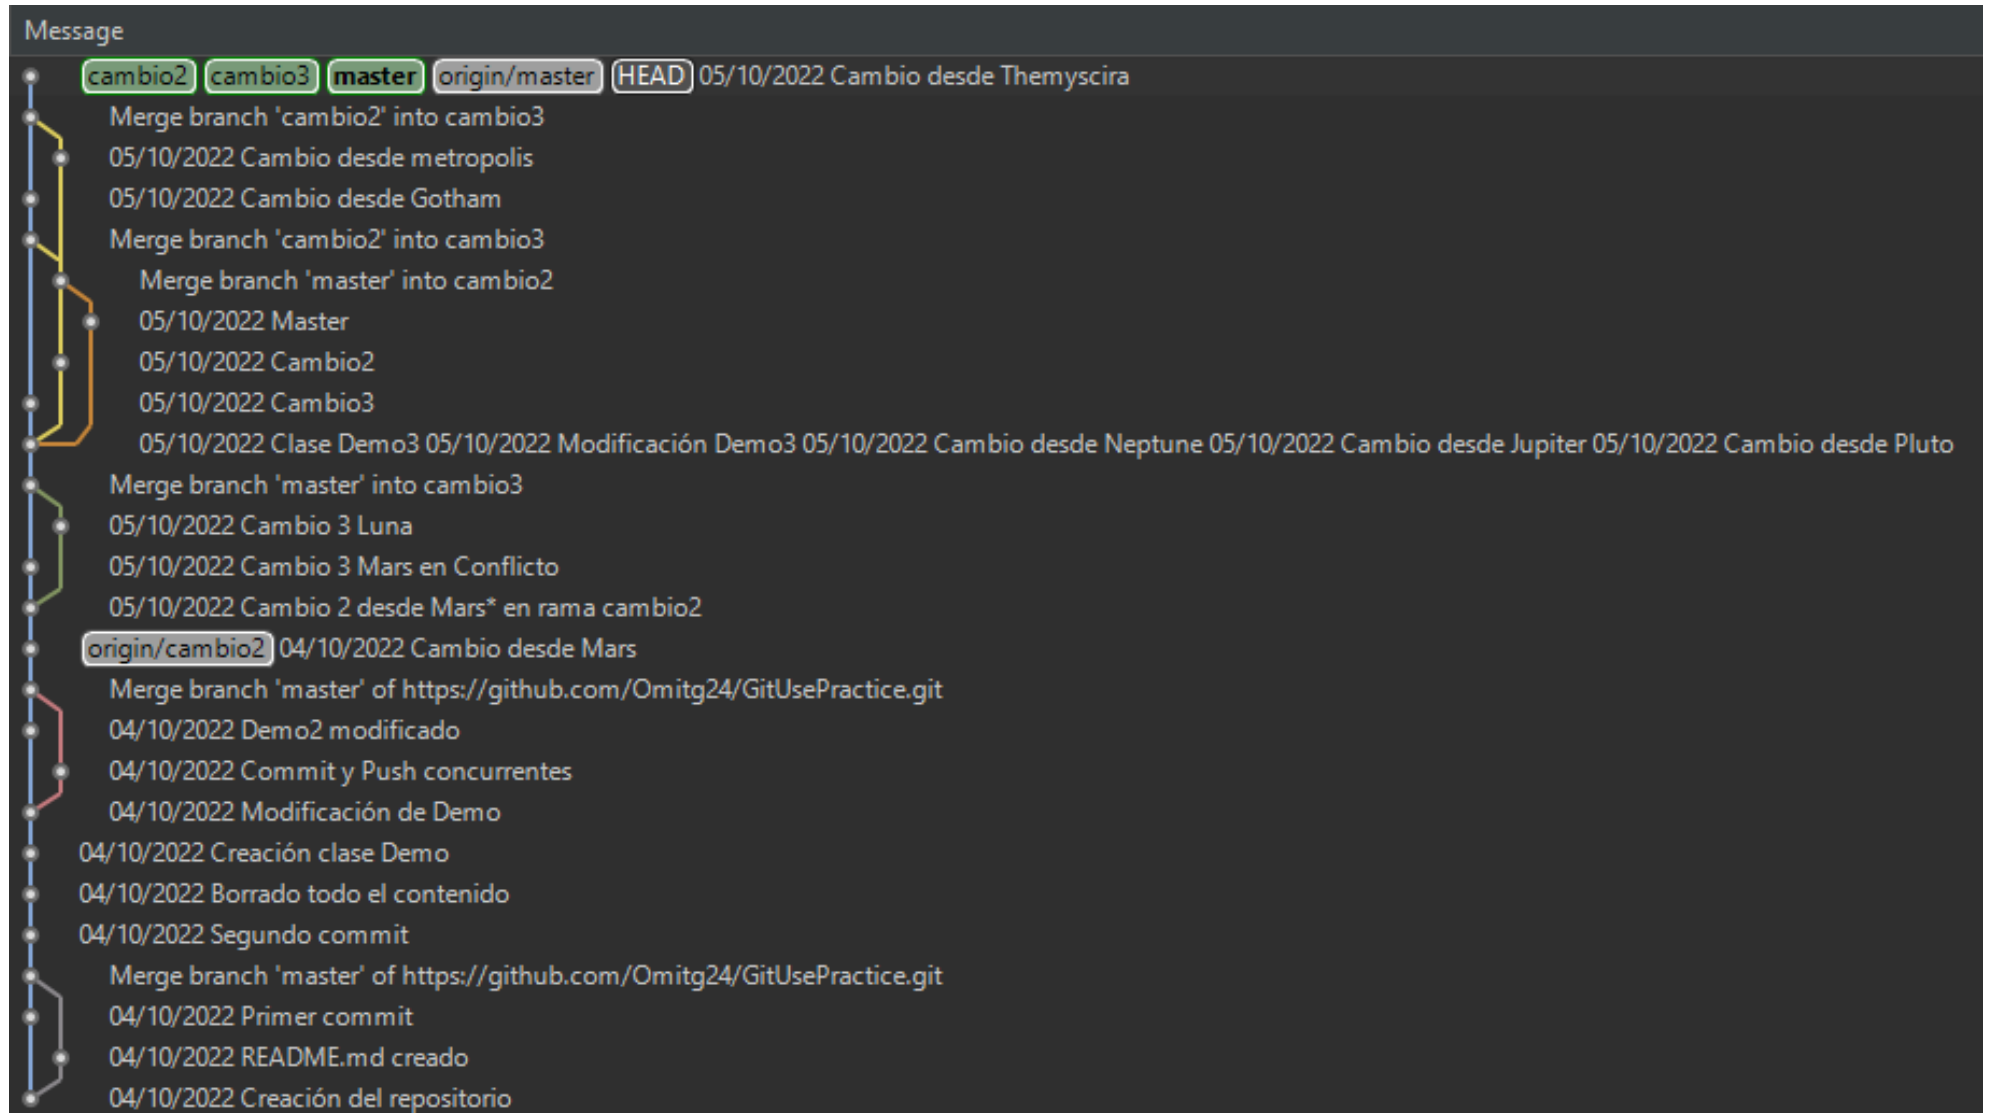 Message
cambio2 cambio3 master origin/master HEAD 05/10/2022 Cambio desde Themyscira
Merge branch 'cambio2' into cambio3
05/10/2022 Cambio desde metropolis
05/10/2022 Cambio desde Gotham
Merge branch 'cambio2' into cambio3
Merge branch 'master' into cambio2
05/10/2022 Master
05/10/2022 Cambio2
05/10/2022 Cambio3
05/10/2022 Clase Demo3 05/10/2022 Modificación Demo3 05/10/2022 Cambio desde Neptune 05/10/2022 Cambio desde Jupiter 05/10/2022 Cambio desde Pluto
Merge branch 'master' into cambio3
05/10/2022 Cambio 3 Luna
05/10/2022 Cambio 3 Mars en Conflicto
05/10/2022 Cambio 2 desde Mars* en rama cambio2
origin/cambio2 04/10/2022 Cambio desde Mars
Merge branch 'master' of https://github.com/Omitg24/GitUsePractice.git
04/10/2022 Demo2 modificado
04/10/2022 Commit y Push concurrentes
04/10/2022 Modificación de Demo
04/10/2022 Creación clase Demo
04/10/2022 Borrado todo el contenido
04/10/2022 Segundo commit
Merge branch 'master' of https://github.com/Omitg24/GitUsePractice.git
04/10/2022 Primer commit
04/10/2022 README.md creado
04/10/2022 Creación del repositorio